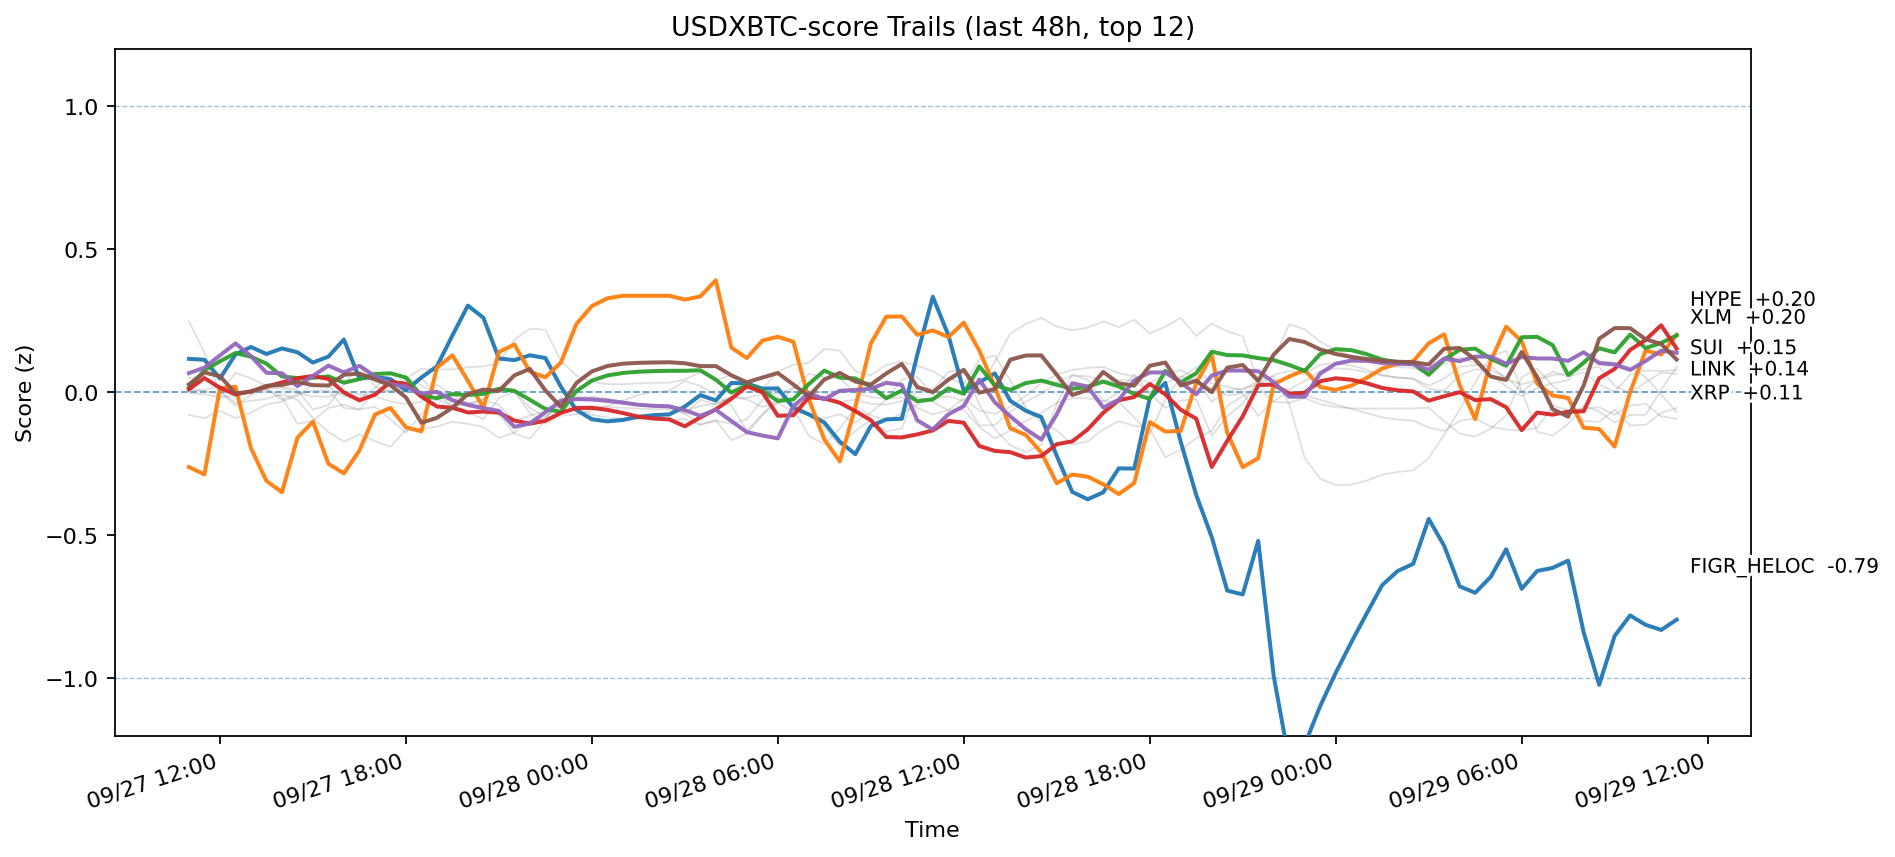 USDXBTC-score Trails (last 48h, top 12)
Score (z)
1.0
0.5
0.0
−0.5
−1.0
HYPE +0.20
XLM +0.20
SUI +0.15
LINK +0.14
XRP +0.11
FIGR_HELOC -0.79
09/27 12:00
09/27 18:00
09/28 00:00
09/28 06:00
09/28 12:00
09/28 18:00
09/29 00:00
09/29 06:00
09/29 12:00
Time